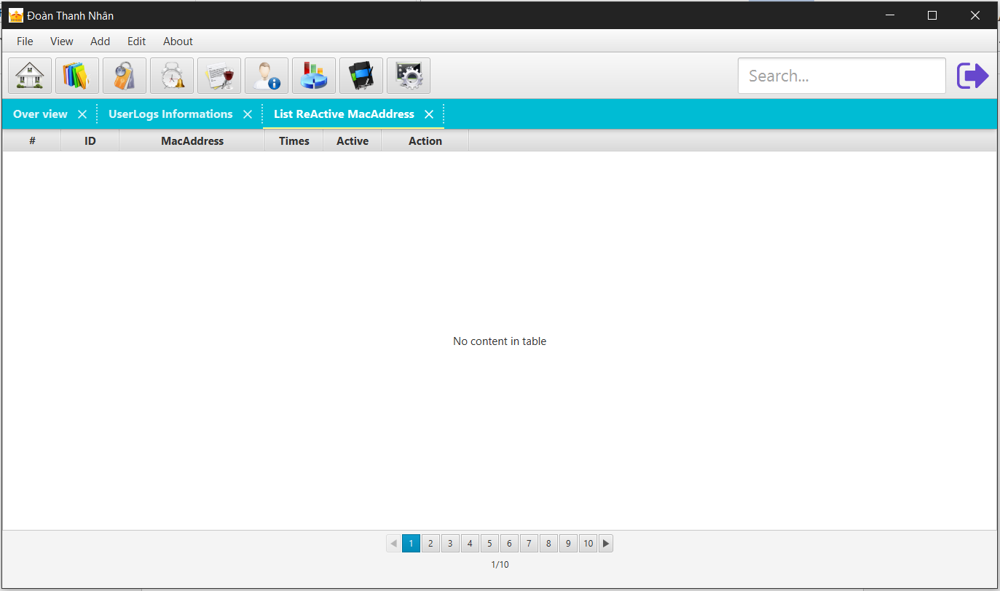 Đoàn Thanh Nhân
File View Add Edit About
Search...
Over view UserLogs Informations List ReActive MacAddress
# ID MacAddress Times Active Action
No content in table
1 2 3 4 5 6 7 8 9 10
1/10